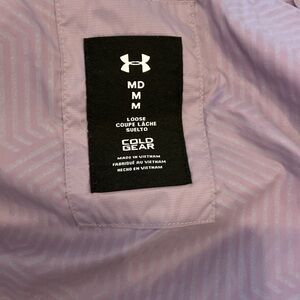 MD
M
M
LOOSE
COUPE LÂCHE
SUELTO
COLD
GEAR
MADE IN VIETNAM
FABRIQUÉ AU VIETNAM
HECHO EN VIETNAM